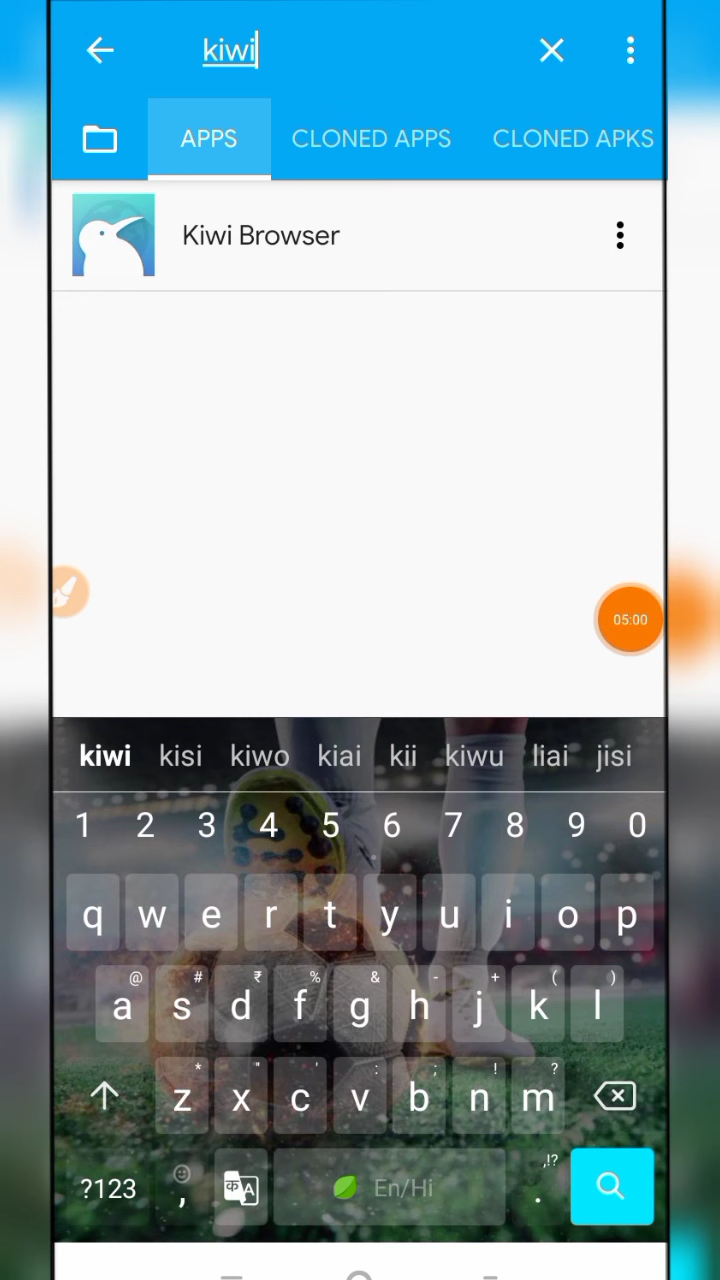 kiwi
APPS CLONED APPS CLONED APKS
Kiwi Browser
05:00
kiwi kisi kiwo kiai kii kiwu liai jisi
1 2 3 4 5 6 7 8 9 0
q w e r t y u i o p
@ # ₹ % & - + ( )
a s d f g h j k l
* " ' : ; ! ?
z x c v b n m
?123 , क A En/Hi ,!? .